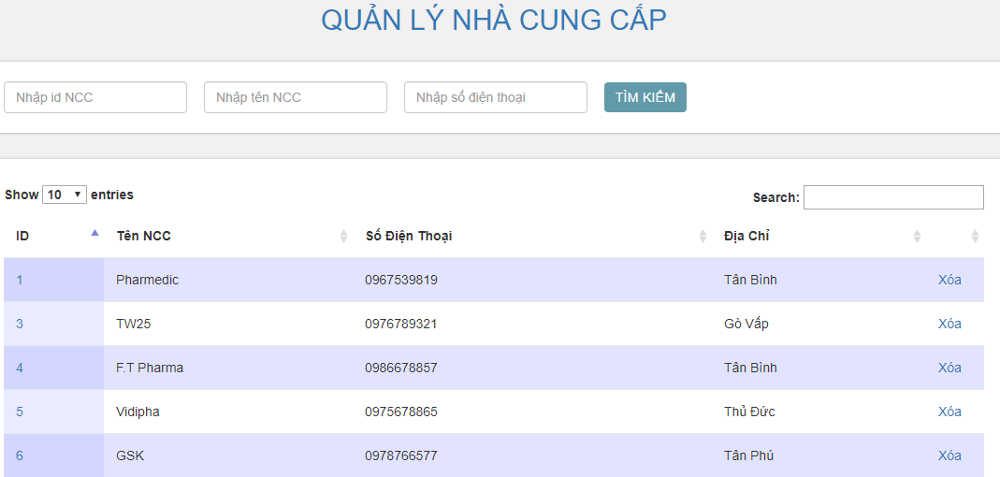 QUẢN LÝ NHÀ CUNG CẤP
Nhập id NCC Nhập tên NCC Nhập số điện thoại TÌM KIẾM
Show 10 entries Search:
ID Tên NCC Số Điện Thoại Địa Chỉ
1 Pharmedic 0967539819 Tân Bình Xóa
3 TW25 0976789321 Gò Vấp Xóa
4 F.T Pharma 0986678857 Tân Bình Xóa
5 Vidipha 0975678865 Thủ Đức Xóa
6 GSK 0978766577 Tân Phú Xóa